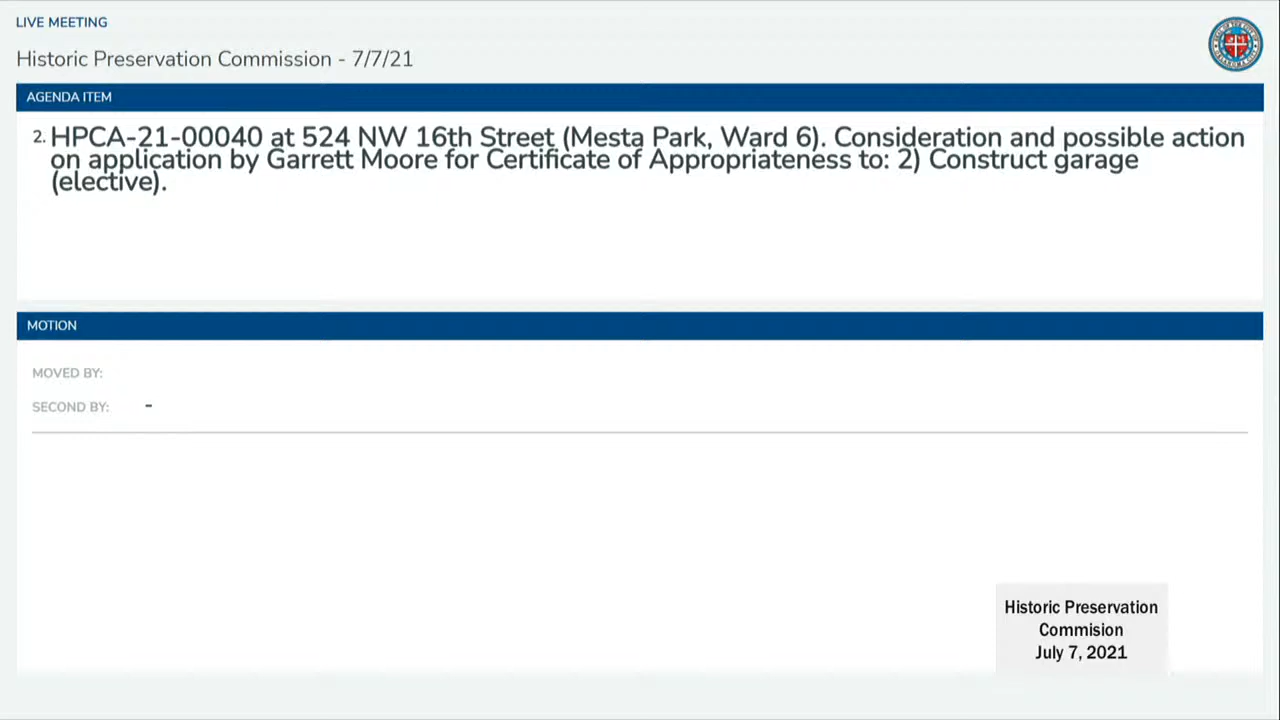 LIVE MEETING
Historic Preservation Commission - 7/7/21
AGENDA ITEM
2. HPCA-21-00040 at 524 NW 16th Street (Mesta Park, Ward 6). Consideration and possible action
on application by Garrett Moore for Certificate of Appropriateness to: 2) Construct garage
(elective).
MOTION
MOVED BY:
SECOND BY: -
Historic Preservation
Commision
July 7, 2021